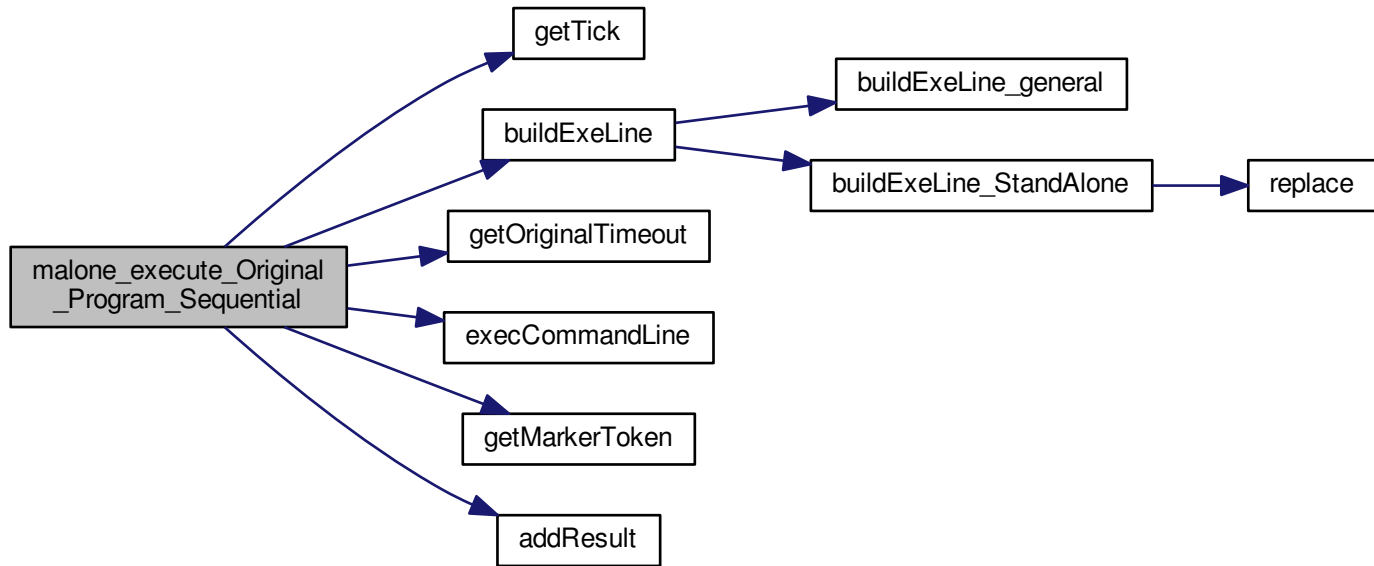 getTick
buildExeLine_general
buildExeLine
buildExeLine_StandAlone
replace
getOriginalTimeout
malone_execute_Original
_Program_Sequential
execCommandLine
getMarkerToken
addResult